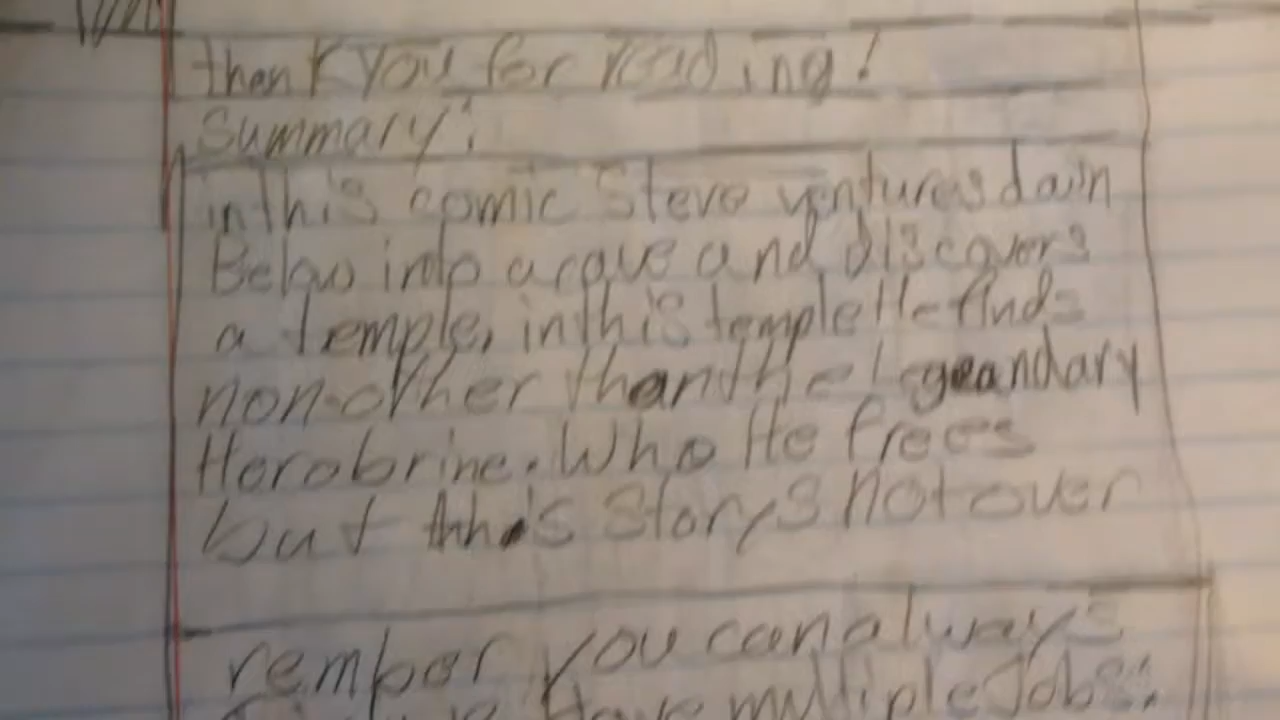 thank you for reading!
Summary:
in this comic Steve ventures down
Below into a cave and discovers
a temple, in this temple He finds
non-other than the Legeandary
Herobrine. Who He frees
but this story's not over
rember you can always
have multiple Jobs.